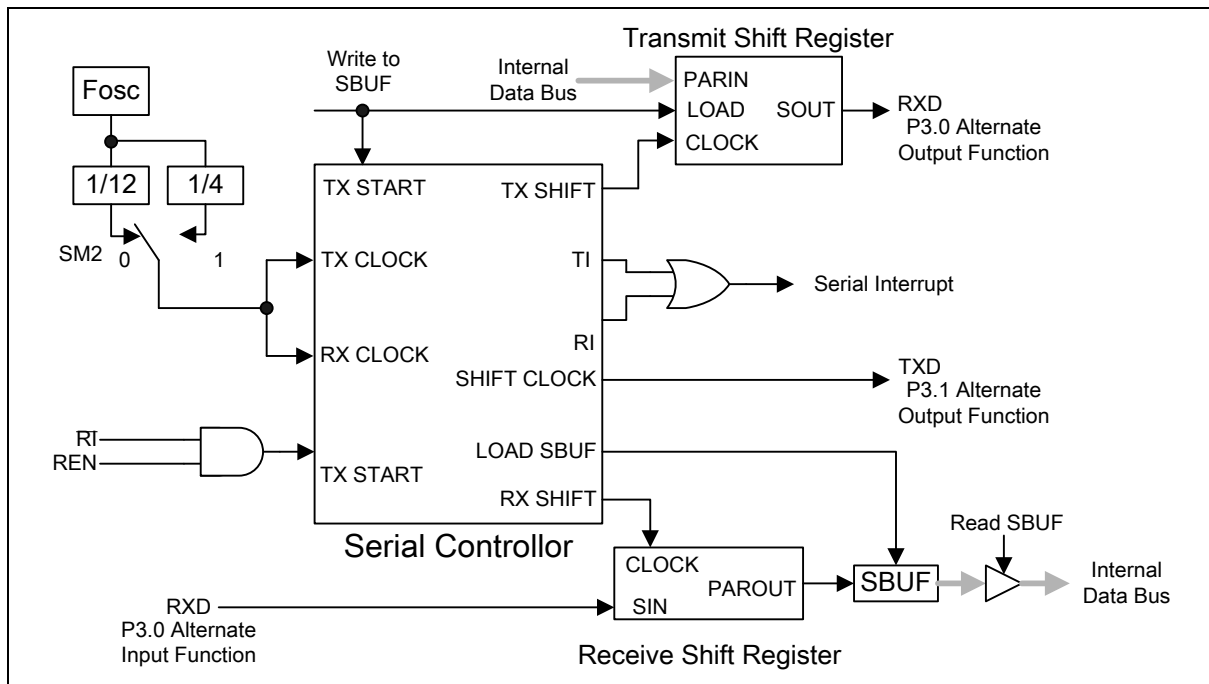 Transmit Shift Register
Write to
SBUF
Internal
Data Bus
PARIN
LOAD
CLOCK
SOUT
RXD
P3.0 Alternate
Output Function
Fosc
1/12
1/4
SM2
0
1
TX START
TX CLOCK
RX CLOCK
TX START
TX SHIFT
TI
RI
SHIFT CLOCK
LOAD SBUF
RX SHIFT
Serial Interrupt
TXD
P3.1 Alternate
Output Function
RI
REN
Serial Controllor
CLOCK
SIN
PAROUT
SBUF
Read SBUF
Internal
Data Bus
RXD
P3.0 Alternate
Input Function
Receive Shift Register